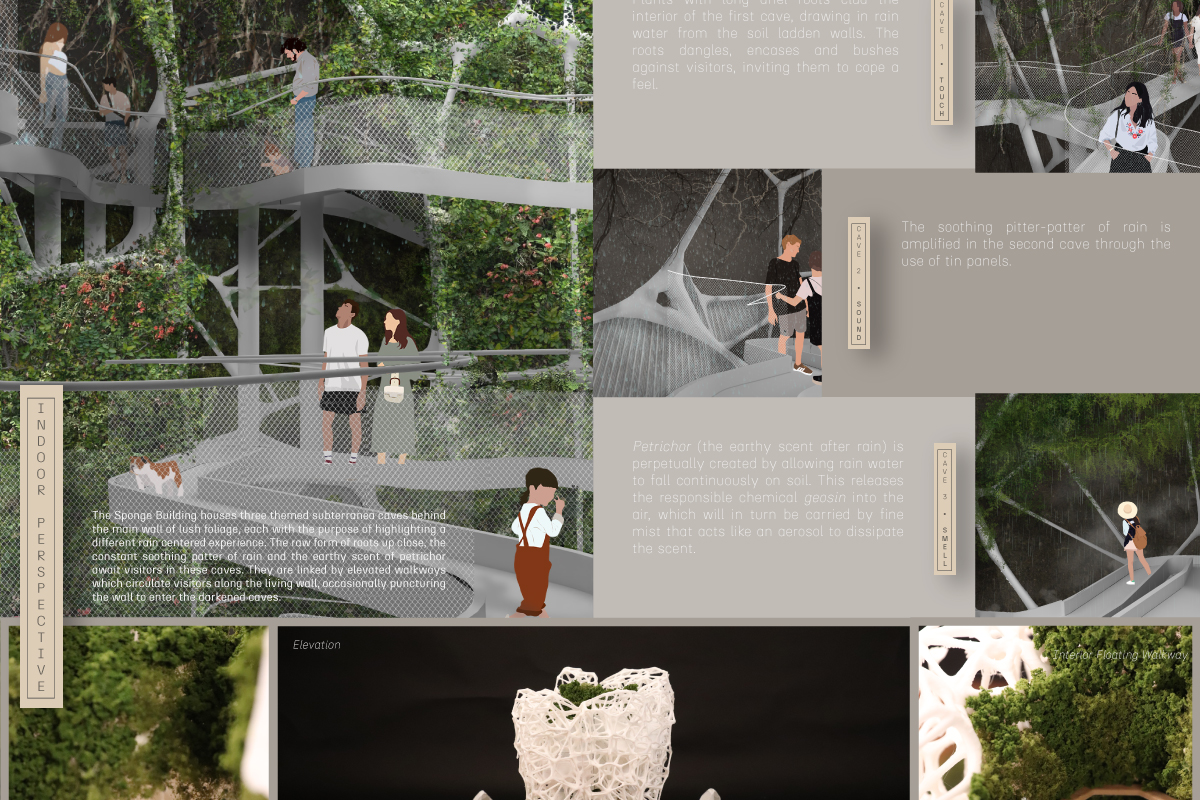 Plants with long aerial roots clad the
interior of the first cave, drawing in rain
water from the soil ladden walls. The
roots dangles, encases and bushes
against visitors, inviting them to cope a
feel.
CAVE 1 • TOUCH
The soothing pitter-patter of rain is
amplified in the second cave through the
use of tin panels.
CAVE 2 • SOUND
Petrichor (the earthy scent after rain) is
perpetually created by allowing rain water
to fall continuously on soil. This releases
the responsible chemical geosin into the
air, which will in turn be carried by fine
mist that acts like an aerosol to dissipate
the scent.
CAVE 3 • SMELL
INDOOR PERSPECTIVE
The Sponge Building houses three themed subterranea caves behind
the main wall of lush foliage, each with the purpose of highlighting a
different rain centered experience. The raw form of roots up close, the
constant soothing patter of rain and the earthy scent of petrichor
await visitors in these caves. They are linked by elevated walkways
which circulate visitors along the living wall, occasionally puncturing
the wall to enter the darkened caves.
Elevation
Interior Floating Walkway